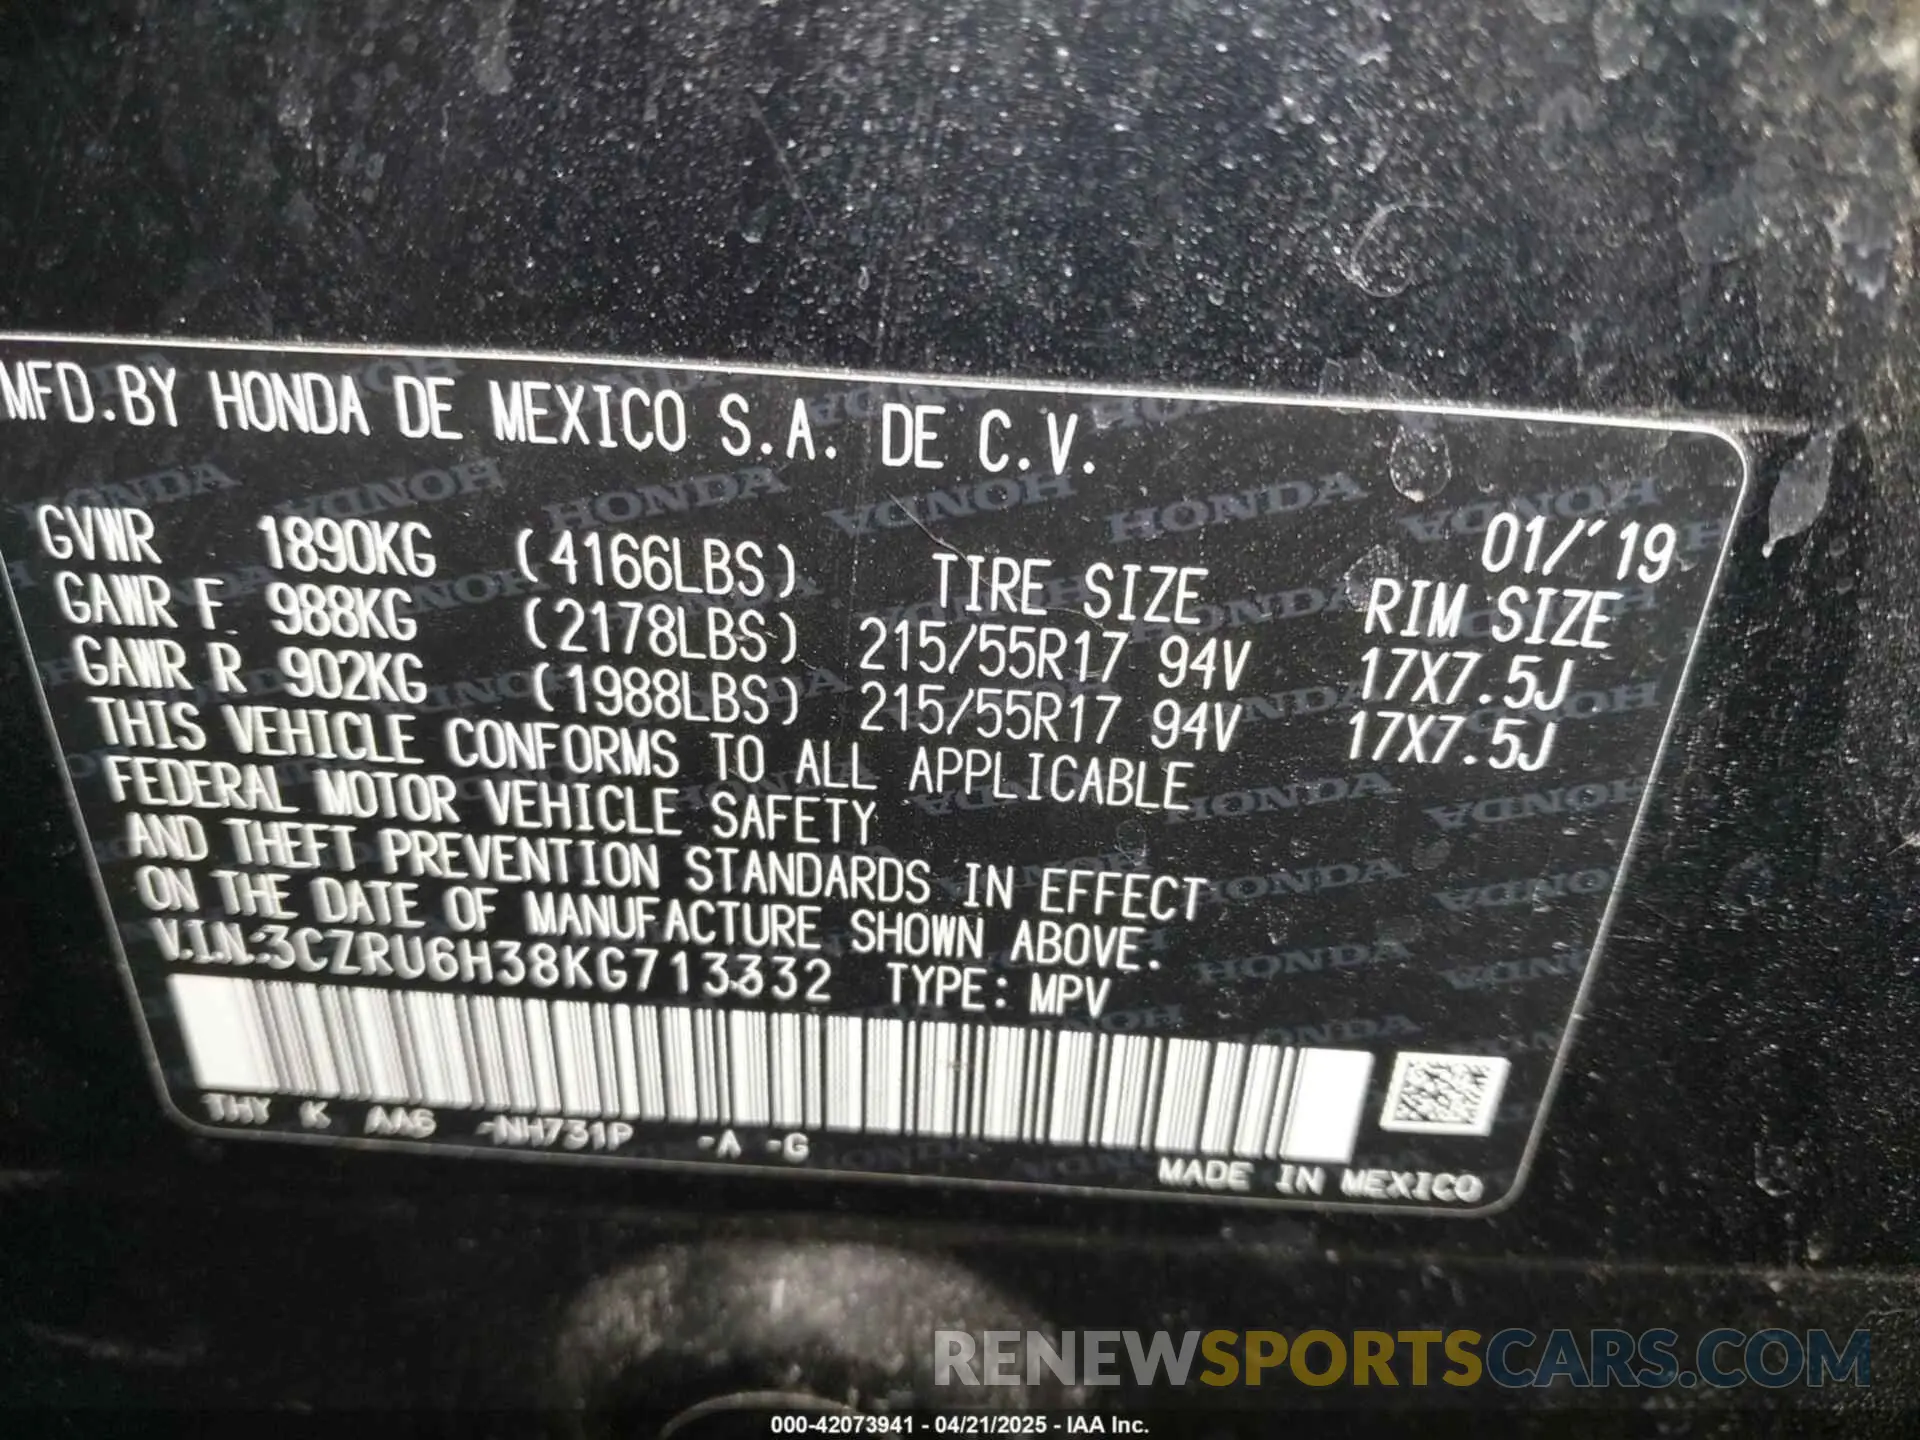 MFD.BY HONDA DE MEXICO S.A. DE C.V.
01/'19
GVWR 1890KG (4166LBS) TIRE SIZE RIM SIZE
GAWR F 988KG (2178LBS) 215/55R17 94V 17X7.5J
GAWR R 902KG (1988LBS) 215/55R17 94V 17X7.5J
THIS VEHICLE CONFORMS TO ALL APPLICABLE
FEDERAL MOTOR VEHICLE SAFETY
AND THEFT PREVENTION STANDARDS IN EFFECT
ON THE DATE OF MANUFACTURE SHOWN ABOVE.
V.I.N:3CZRU6H38KG713332 TYPE: MPV
THY K AA6 -NH731P -A -G
MADE IN MEXICO
RENEWSPORTSCARS.COM
000-42073941 - 04/21/2025 - IAA Inc.